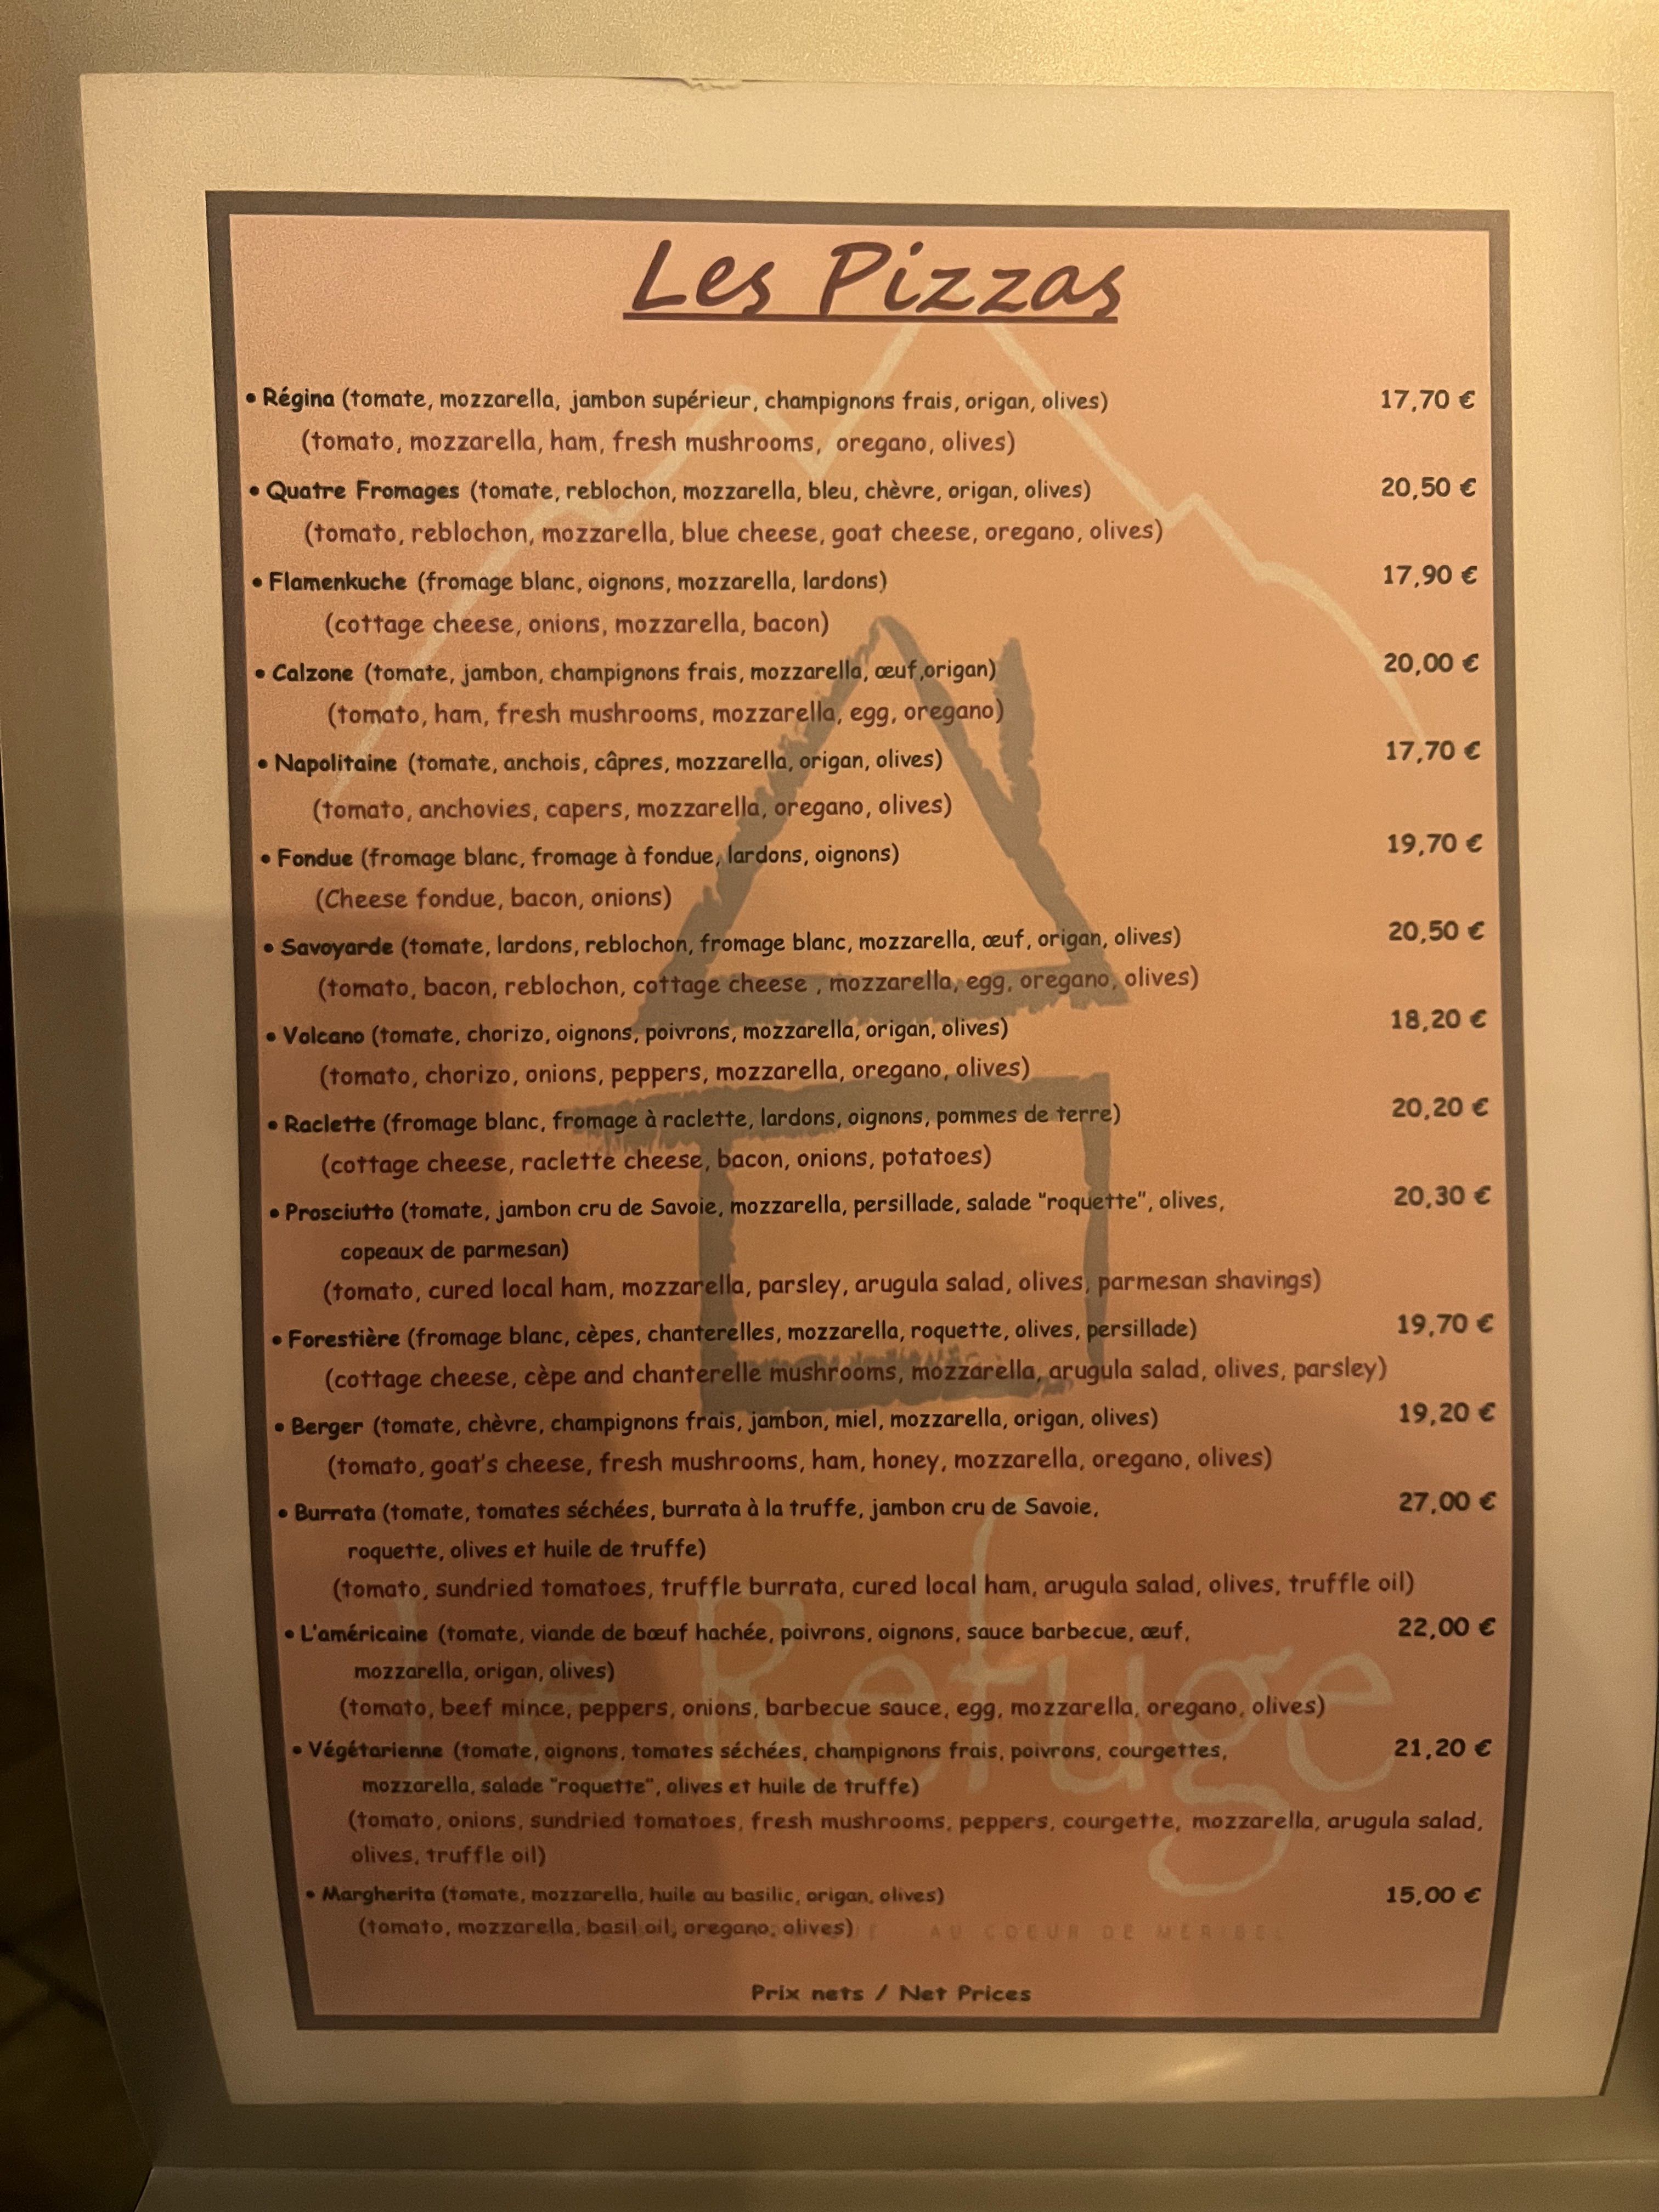 Les Pizzas
• Régina (tomate, mozzarella, jambon supérieur, champignons frais, origan, olives) 17,70 €
(tomato, mozzarella, ham, fresh mushrooms, oregano, olives)
• Quatre Fromages (tomate, reblochon, mozzarella, bleu, chèvre, origan, olives) 20,50 €
(tomato, reblochon, mozzarella, blue cheese, goat cheese, oregano, olives)
• Flamenkuche (fromage blanc, oignons, mozzarella, lardons) 17,90 €
(cottage cheese, onions, mozzarella, bacon)
• Calzone (tomate, jambon, champignons frais, mozzarella, œuf,origan) 20,00 €
(tomato, ham, fresh mushrooms, mozzarella, egg, oregano)
• Napolitaine (tomate, anchois, câpres, mozzarella, origan, olives) 17,70 €
(tomato, anchovies, capers, mozzarella, oregano, olives)
• Fondue (fromage blanc, fromage à fondue, lardons, oignons) 19,70 €
(Cheese fondue, bacon, onions)
• Savoyarde (tomate, lardons, reblochon, fromage blanc, mozzarella, œuf, origan, olives) 20,50 €
(tomato, bacon, reblochon, cottage cheese , mozzarella, egg, oregano, olives)
• Volcano (tomate, chorizo, oignons, poivrons, mozzarella, origan, olives) 18,20 €
(tomato, chorizo, onions, peppers, mozzarella, oregano, olives)
• Raclette (fromage blanc, fromage à raclette, lardons, oignons, pommes de terre) 20,20 €
(cottage cheese, raclette cheese, bacon, onions, potatoes)
• Prosciutto (tomate, jambon cru de Savoie, mozzarella, persillade, salade "roquette", olives, 20,30 €
copeaux de parmesan)
(tomato, cured local ham, mozzarella, parsley, arugula salad, olives, parmesan shavings)
• Forestière (fromage blanc, cèpes, chanterelles, mozzarella, roquette, olives, persillade) 19,70 €
(cottage cheese, cèpe and chanterelle mushrooms, mozzarella, arugula salad, olives, parsley)
• Berger (tomate, chèvre, champignons frais, jambon, miel, mozzarella, origan, olives) 19,20 €
(tomato, goat's cheese, fresh mushrooms, ham, honey, mozzarella, oregano, olives)
• Burrata (tomate, tomates séchées, burrata à la truffe, jambon cru de Savoie, 27,00 €
roquette, olives et huile de truffe)
(tomato, sundried tomatoes, truffle burrata, cured local ham, arugula salad, olives, truffle oil)
• L'américaine (tomate, viande de bœuf hachée, poivrons, oignons, sauce barbecue, œuf, 22,00 €
mozzarella, origan, olives)
(tomato, beef mince, peppers, onions, barbecue sauce, egg, mozzarella, oregano, olives)
Le Refuge
• Végétarienne (tomate, oignons, tomates séchées, champignons frais, poivrons, courgettes, 21,20 €
mozzarella, salade "roquette", olives et huile de truffe)
(tomato, onions, sundried tomatoes, fresh mushrooms, peppers, courgette, mozzarella, arugula salad,
olives, truffle oil)
• Margherita (tomate, mozzarella, huile au basilic, origan, olives) 15,00 €
(tomato, mozzarella, basil oil, oregano, olives)
AU COEUR DE MERIBEL
Prix nets / Net Prices